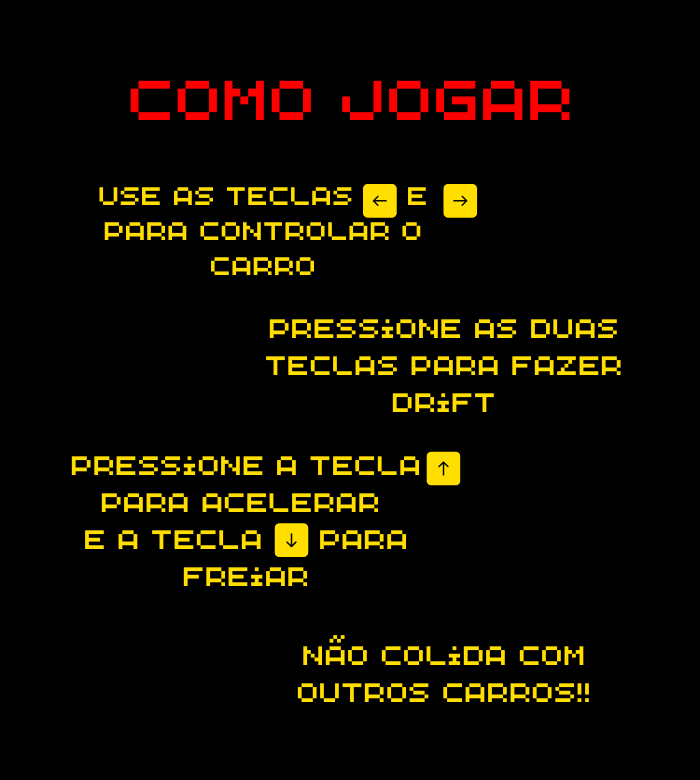 COMO JOGAR
USE AS TECLAS ← E →
PARA CONTROLAR O
CARRO
PRESSiONE AS DUAS
TECLAS PARA FAZER
DRiFT
PRESSiONE A TECLA ↑
PARA ACELERAR
E A TECLA ↓ PARA
FREiAR
NÃO COLiDA COM
OUTROS CARROS!!